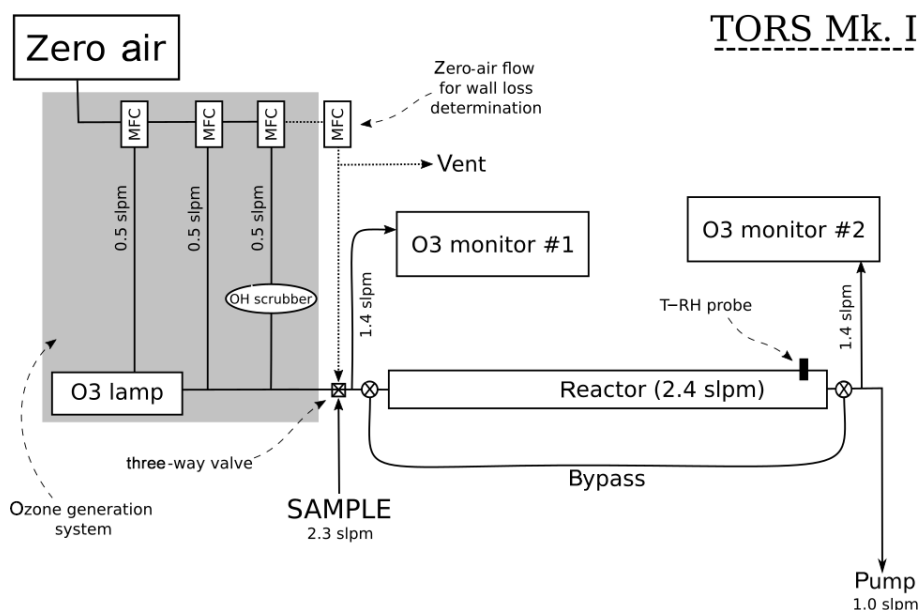 TORS Mk. I
Zero air
Zero-air flow
for wall loss
determination
MFC
MFC
MFC
MFC
Vent
0.5 slpm
0.5 slpm
0.5 slpm
O3 monitor #1
O3 monitor #2
OH scrubber
1.4 slpm
T-RH probe
1.4 slpm
O3 lamp
Reactor (2.4 slpm)
three-way valve
Bypass
SAMPLE
2.3 slpm
Ozone generation
system
Pump
1.0 slpm